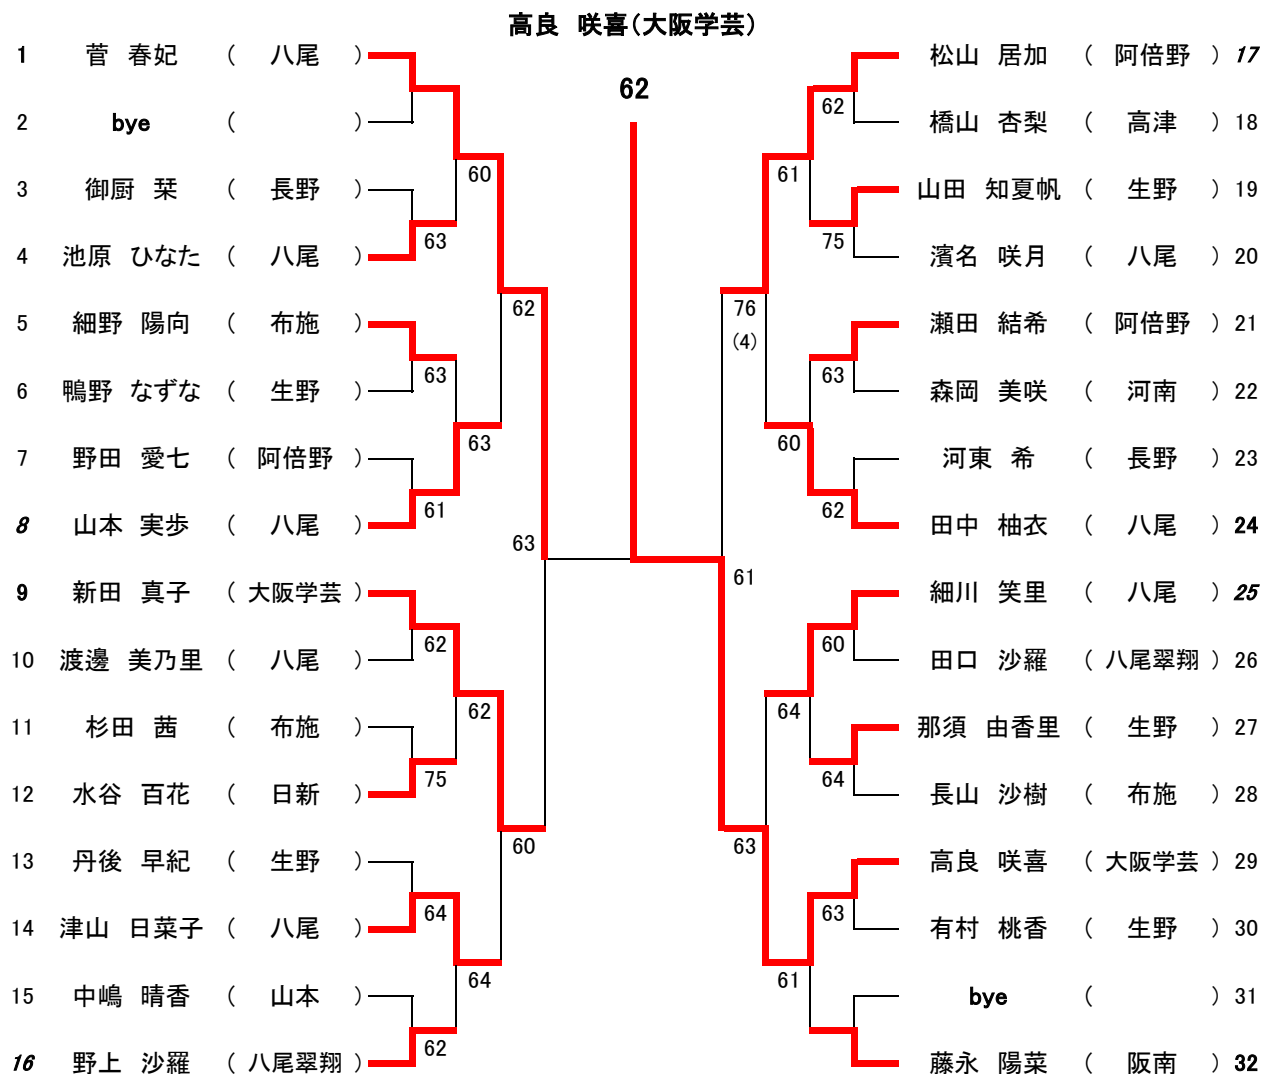 高良 咲喜(大阪学芸)
62
1 菅 春妃 ( 八尾 )
2 bye ( )
3 御厨 栞 ( 長野 )
4 池原 ひなた ( 八尾 )
5 細野 陽向 ( 布施 )
6 鴨野 なずな ( 生野 )
7 野田 愛七 ( 阿倍野 )
8 山本 実歩 ( 八尾 )
9 新田 真子 ( 大阪学芸 )
10 渡邊 美乃里 ( 八尾 )
11 杉田 茜 ( 布施 )
12 水谷 百花 ( 日新 )
13 丹後 早紀 ( 生野 )
14 津山 日菜子 ( 八尾 )
15 中嶋 晴香 ( 山本 )
16 野上 沙羅 ( 八尾翠翔 )
63
63
61
62
75
64
62
60
63
62
64
62
60
63
松山 居加 ( 阿倍野 ) 17
橋山 杏梨 ( 高津 ) 18
山田 知夏帆 ( 生野 ) 19
濱名 咲月 ( 八尾 ) 20
瀬田 結希 ( 阿倍野 ) 21
森岡 美咲 ( 河南 ) 22
河東 希 ( 長野 ) 23
田中 柚衣 ( 八尾 ) 24
細川 笑里 ( 八尾 ) 25
田口 沙羅 ( 八尾翠翔 ) 26
那須 由香里 ( 生野 ) 27
長山 沙樹 ( 布施 ) 28
高良 咲喜 ( 大阪学芸 ) 29
有村 桃香 ( 生野 ) 30
bye ( ) 31
藤永 陽菜 ( 阪南 ) 32
62
75
63
62
60
64
63
61
60
64
61
76
(4)
63
61